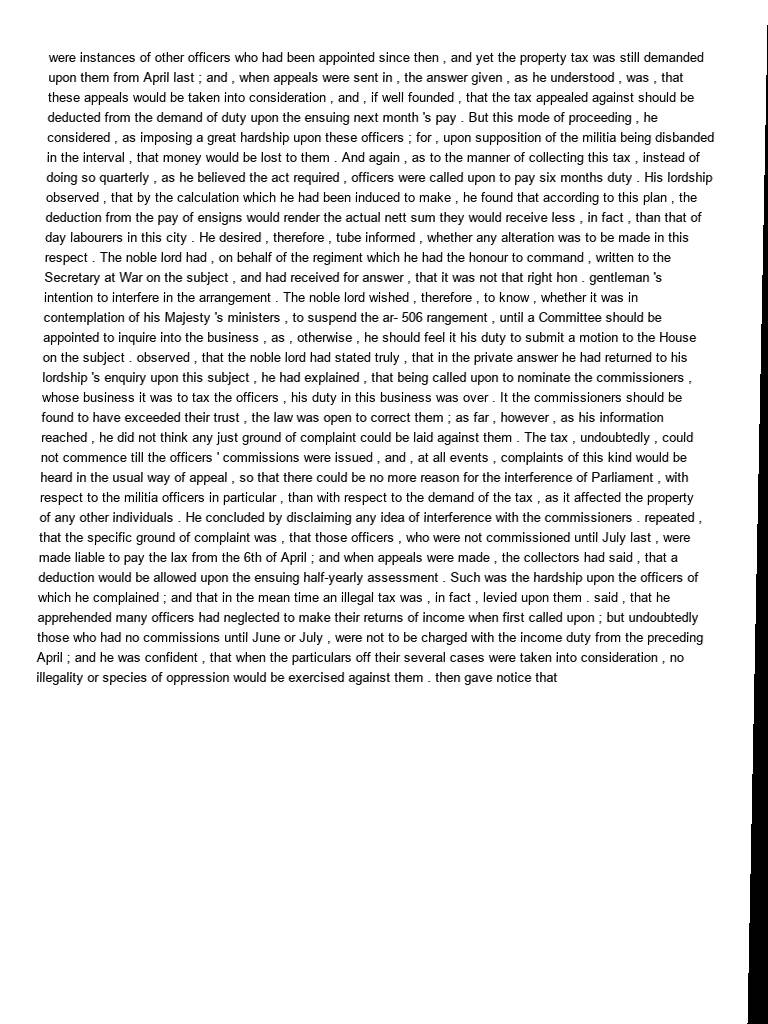 were instances of other officers who had been appointed since then , and yet the property tax was still demanded
upon them from April last ; and , when appeals were sent in , the answer given , as he understood , was , that
these appeals would be taken into consideration , and , if well founded , that the tax appealed against should be
deducted from the demand of duty upon the ensuing next month 's pay . But this mode of proceeding , he
considered , as imposing a great hardship upon these officers ; for , upon supposition of the militia being disbanded
in the interval , that money would be lost to them . And again , as to the manner of collecting this tax , instead of
doing so quarterly , as he believed the act required , officers were called upon to pay six months duty . His lordship
observed , that by the calculation which he had been induced to make , he found that according to this plan , the
deduction from the pay of ensigns would render the actual nett sum they would receive less , in fact , than that of
day labourers in this city . He desired , therefore , tube informed , whether any alteration was to be made in this
respect . The noble lord had , on behalf of the regiment which he had the honour to command , written to the
Secretary at War on the subject , and had received for answer , that it was not that right hon . gentleman 's
intention to interfere in the arrangement . The noble lord wished , therefore , to know , whether it was in
contemplation of his Majesty 's ministers , to suspend the ar- 506 rangement , until a Committee should be
appointed to inquire into the business , as , otherwise , he should feel it his duty to submit a motion to the House
on the subject . observed , that the noble lord had stated truly , that in the private answer he had returned to his
lordship 's enquiry upon this subject , he had explained , that being called upon to nominate the commissioners ,
whose business it was to tax the officers , his duty in this business was over . It the commissioners should be
found to have exceeded their trust , the law was open to correct them ; as far , however , as his information
reached , he did not think any just ground of complaint could be laid against them . The tax , undoubtedly , could
not commence till the officers ' commissions were issued , and , at all events , complaints of this kind would be
heard in the usual way of appeal , so that there could be no more reason for the interference of Parliament , with
respect to the militia officers in particular , than with respect to the demand of the tax , as it affected the property
of any other individuals . He concluded by disclaiming any idea of interference with the commissioners . repeated ,
that the specific ground of complaint was , that those officers , who were not commissioned until July last , were
made liable to pay the lax from the 6th of April ; and when appeals were made , the collectors had said , that a
deduction would be allowed upon the ensuing half-yearly assessment . Such was the hardship upon the officers of
which he complained ; and that in the mean time an illegal tax was , in fact , levied upon them . said , that he
apprehended many officers had neglected to make their returns of income when first called upon ; but undoubtedly
those who had no commissions until June or July , were not to be charged with the income duty from the preceding
April ; and he was confident , that when the particulars off their several cases were taken into consideration , no
illegality or species of oppression would be exercised against them . then gave notice that